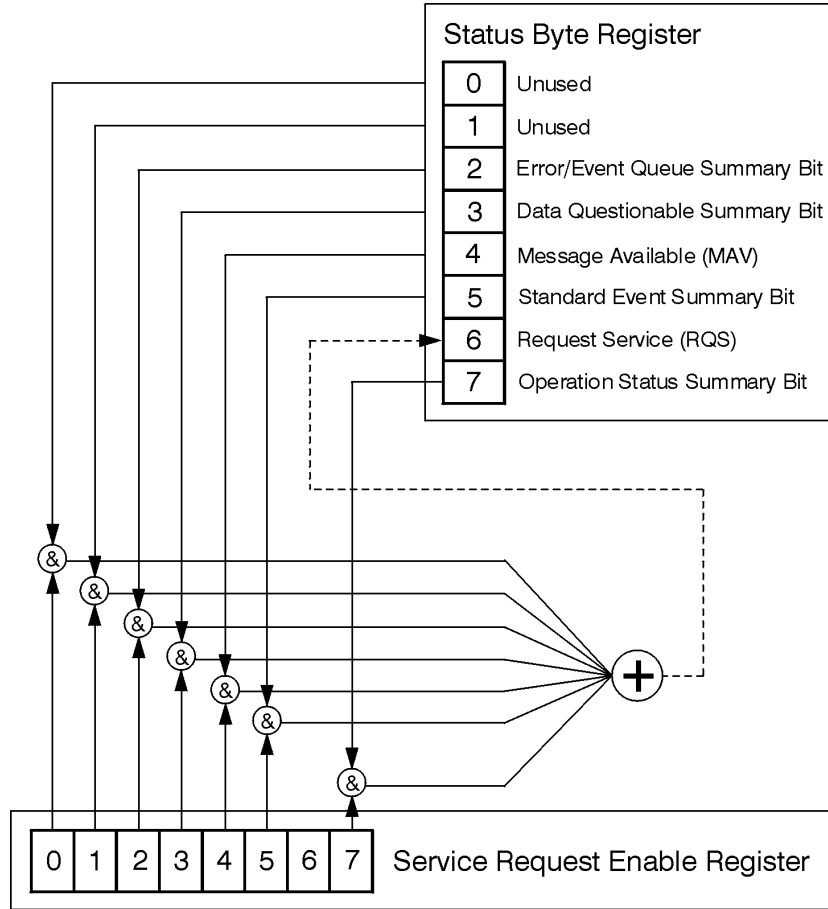 Status Byte Register
0 Unused
1 Unused
2 Error/Event Queue Summary Bit
3 Data Questionable Summary Bit
4 Message Available (MAV)
5 Standard Event Summary Bit
6 Request Service (RQS)
7 Operation Status Summary Bit
&
&
&
&
&
&
&
+
0 1 2 3 4 5 6 7 Service Request Enable Register